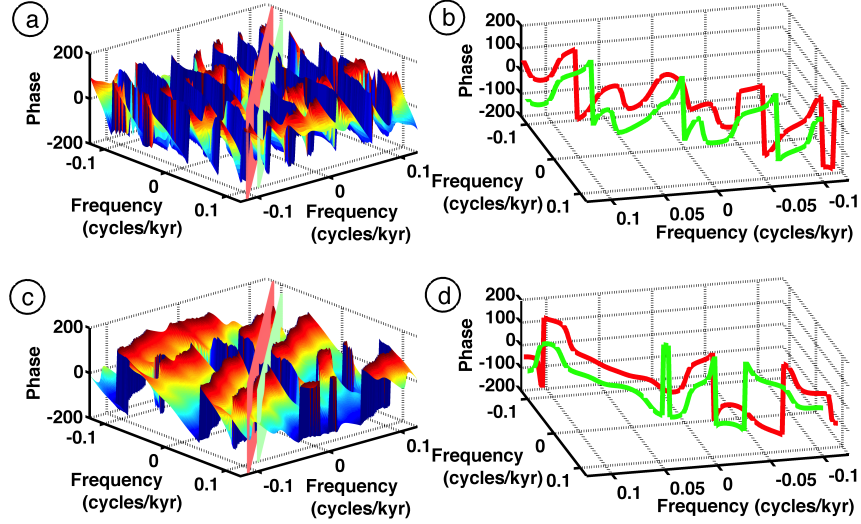 a
200
0
-200
Phase
-0.1
0
0.1
Frequency
(cycles/kyr)
-0.1
0
0.1
Frequency
(cycles/kyr)
b
200
100
0
-100
-200
Phase
-0.1
0
0.1
Frequency
(cycles/kyr)
0.1
0.05
0
-0.05
-0.1
Frequency (cycles/kyr)
c
200
0
-200
Phase
-0.1
0
0.1
Frequency
(cycles/kyr)
-0.1
0
0.1
Frequency
(cycles/kyr)
d
200
100
0
-100
-200
Phase
-0.1
0
0.1
Frequency
(cycles/kyr)
0.1
0.05
0
-0.05
-0.1
Frequency (cycles/kyr)